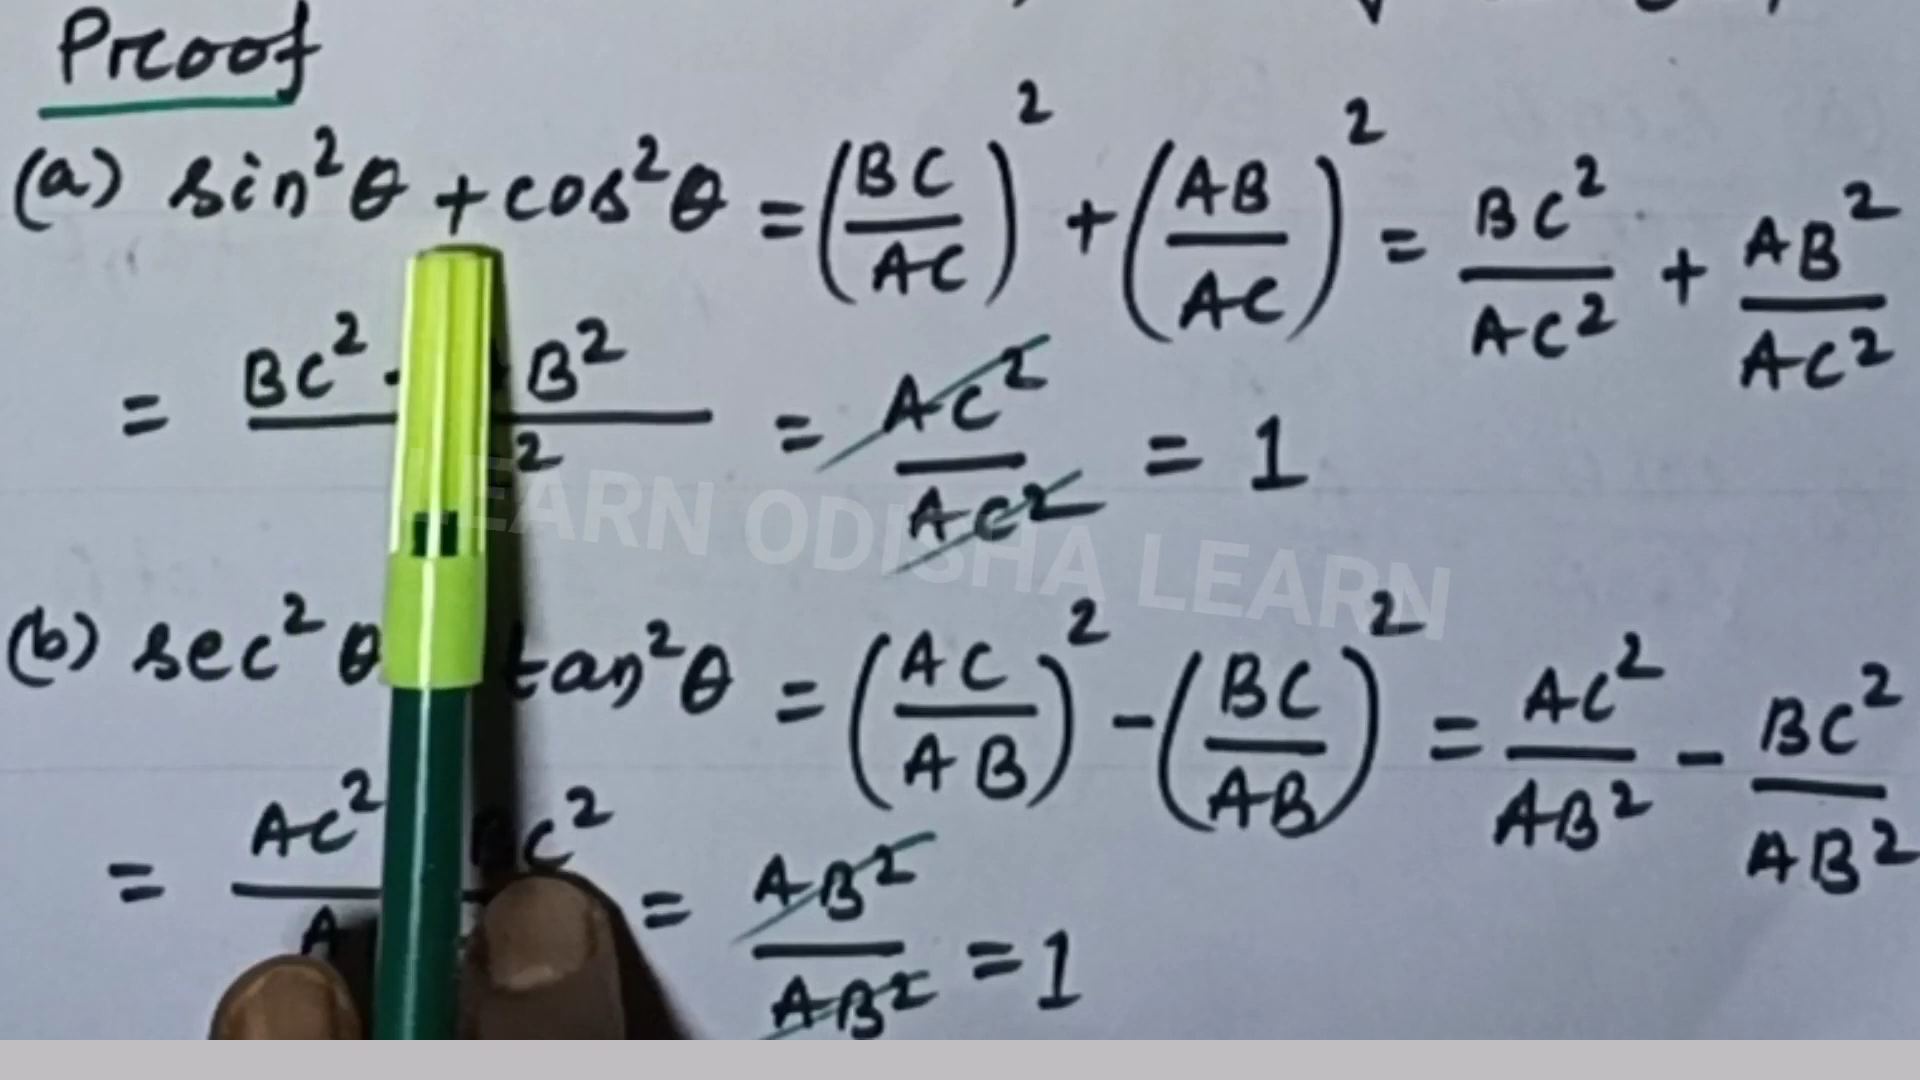 Proof
(a) sin²θ + cos²θ = (BC/AC)² + (AB/AC)² = BC²/AC² + AB²/AC²
= BC² B²/² = AC²/AC² = 1
(b) sec²θ tan²θ = (AC/AB)² - (BC/AB)² = AC²/AB² - BC²/AB²
= AC² C²/A = AB²/AB² = 1
LEARN ODISHA LEARN